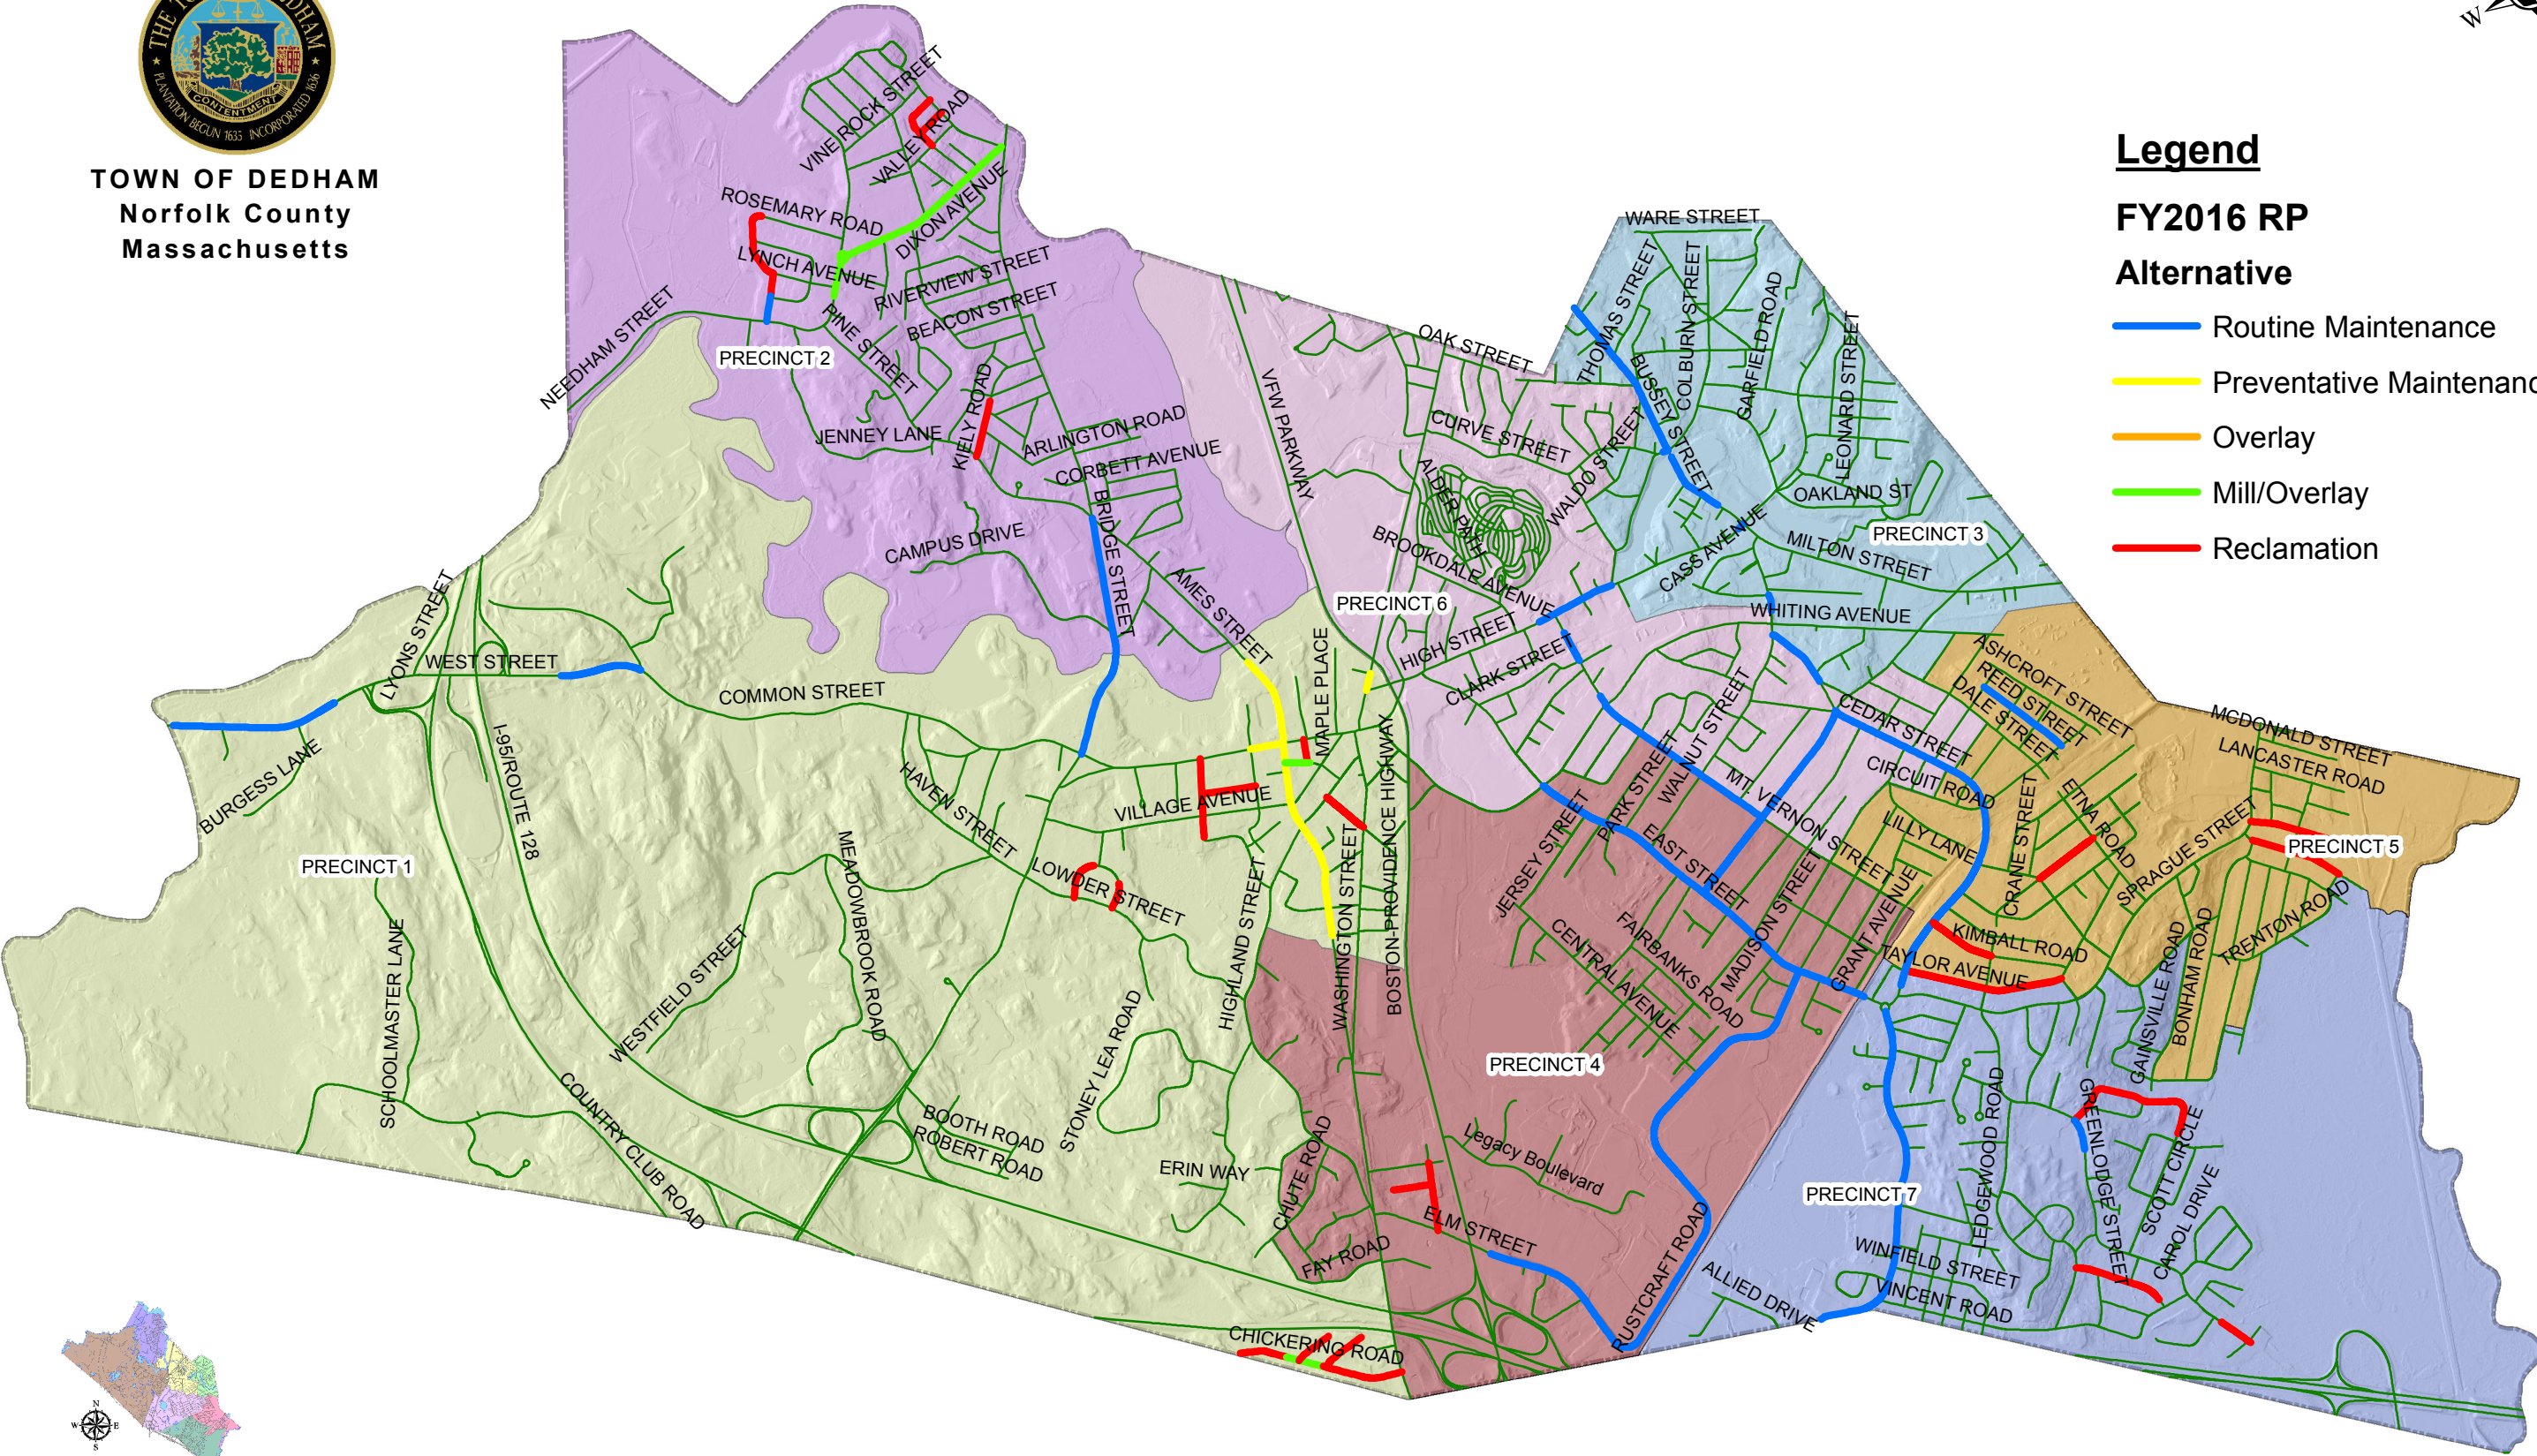 THE TO
DHAM
PLANTATION BEGUN 1635 INCORPORATED 1636
CONTENTMENT
TOWN OF DEDHAM
Norfolk County
Massachusetts
W
Legend
FY2016 RP
Alternative
Routine Maintenance
Preventative Maintenanc
Overlay
Mill/Overlay
Reclamation
VINE ROCK STREET
VALLEY ROAD
ROSEMARY ROAD
DIXON AVENUE
LYNCH AVENUE
RIVERVIEW STREET
BEACON STREET
PINE STREET
NEEDHAM STREET
PRECINCT 2
KIELY ROAD
JENNEY LANE
ARLINGTON ROAD
CORBETT AVENUE
BRIDGE STREET
CAMPUS DRIVE
AMES STREET
WARE STREET
THOMAS STREET
COLBURN STREET
GARFIELD ROAD
LEONARD STREET
BUSSEY STREET
OAK STREET
VFW PARKWAY
CURVE STREET
WALDO STREET
ALDER PATH
OAKLAND ST
PRECINCT 3
CASS AVENUE
MILTON STREET
BROOKDALE AVENUE
PRECINCT 6
HIGH STREET
WHITING AVENUE
CLARK STREET
MAPLE PLACE
LYONS STREET
WEST STREET
COMMON STREET
I-95/ROUTE 128
BURGESS LANE
PRECINCT 1
HAVEN STREET
VILLAGE AVENUE
LOWDER STREET
MEADOWBROOK ROAD
WESTFIELD STREET
SCHOOLMASTER LANE
HIGHLAND STREET
WASHINGTON STREET
BOSTON-PROVIDENCE HIGHWAY
ASHCROFT STREET
REED STREET
DALE STREET
MCDONALD STREET
LANCASTER ROAD
CEDAR STREET
CIRCUIT ROAD
WALNUT STREET
PARK STREET
MT. VERNON STREET
JERSEY STREET
EAST STREET
LILLY LANE
CRANE STREET
ETNA ROAD
SPRAGUE STREET
PRECINCT 5
TRENTON ROAD
MADISON STREET
GRANT AVENUE
FAIRBANKS ROAD
CENTRAL AVENUE
KIMBALL ROAD
TAYLOR AVENUE
GAINSVILLE ROAD
BONHAM ROAD
PRECINCT 4
STONEY LEA ROAD
COUNTRY CLUB ROAD
BOOTH ROAD
ROBERT ROAD
ERIN WAY
CHUTE ROAD
FAY ROAD
Legacy Boulevard
ELM STREET
RUSTCRAFT ROAD
PRECINCT 7
LEDGEWOOD ROAD
GREENLODGE STREET
SCOTT CIRCLE
CAROL DRIVE
WINFIELD STREET
VINCENT ROAD
ALLIED DRIVE
CHICKERING ROAD
N
W
E
S